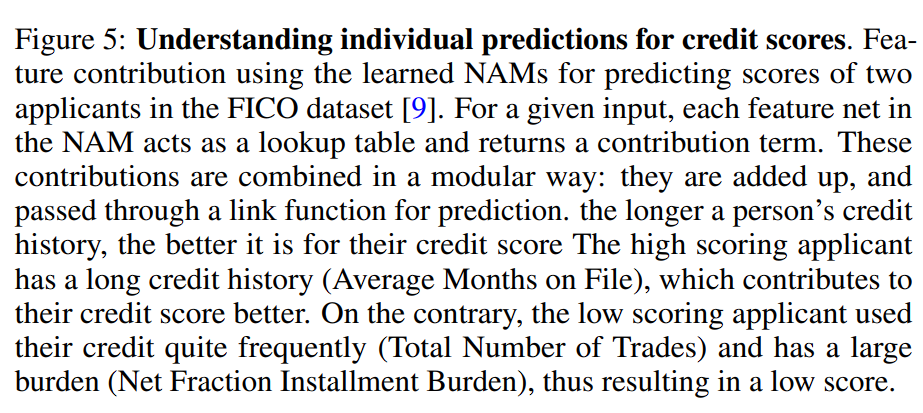 Figure 5: Understanding individual predictions for credit scores. Fea-
ture contribution using the learned NAMs for predicting scores of two
applicants in the FICO dataset [9]. For a given input, each feature net in
the NAM acts as a lookup table and returns a contribution term. These
contributions are combined in a modular way: they are added up, and
passed through a link function for prediction. the longer a person's credit
history, the better it is for their credit score The high scoring applicant
has a long credit history (Average Months on File), which contributes to
their credit score better. On the contrary, the low scoring applicant used
their credit quite frequently (Total Number of Trades) and has a large
burden (Net Fraction Installment Burden), thus resulting in a low score.